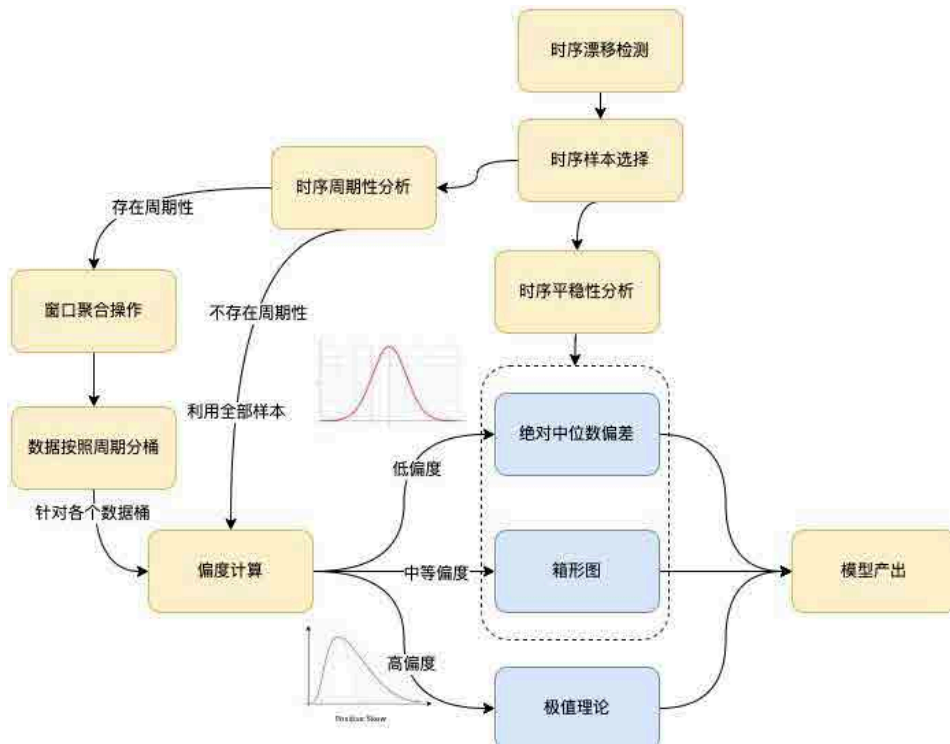 时序漂移检测
时序样本选择
时序周期性分析
存在周期性
时序平稳性分析
窗口聚合操作
不存在周期性
利用全部样本
绝对中位数偏差
数据按照周期分桶
低偏度
针对各个数据桶
偏度计算
中等偏度
箱形图
模型产出
高偏度
极值理论
Positive Skew